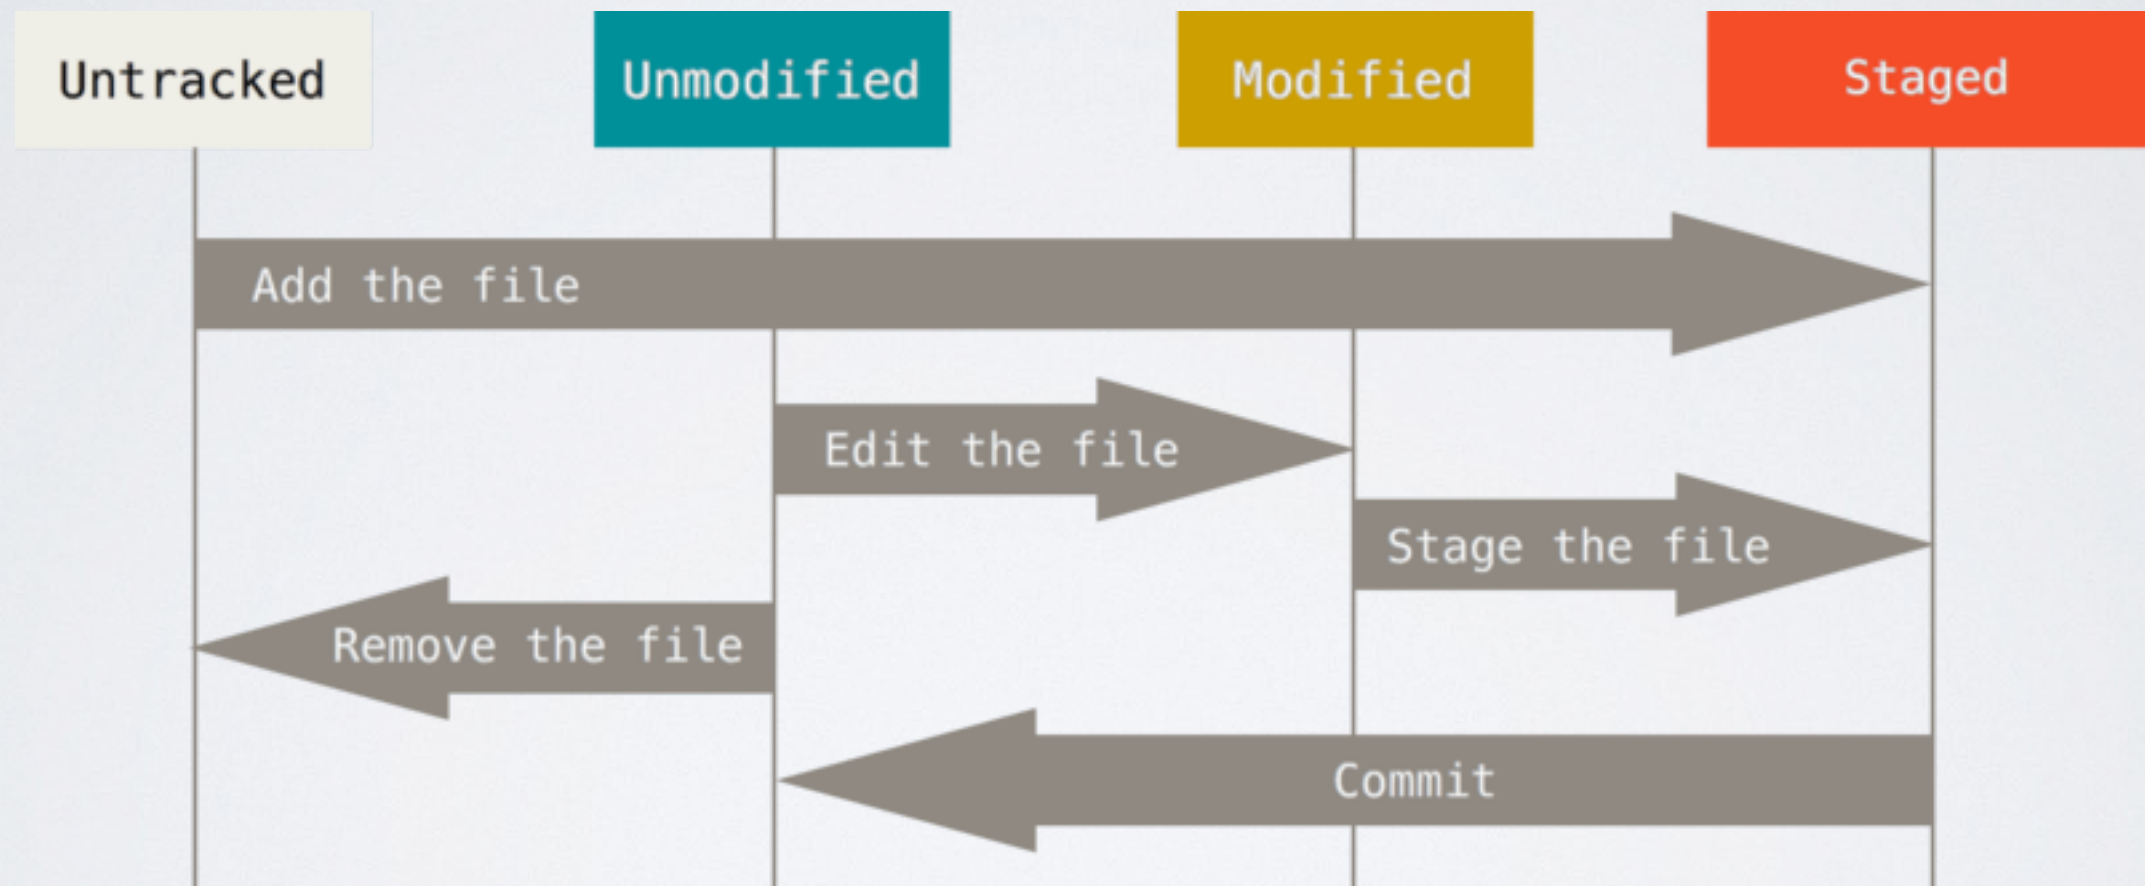 Untracked
Unmodified
Modified
Staged
Add the file
Edit the file
Stage the file
Remove the file
Commit